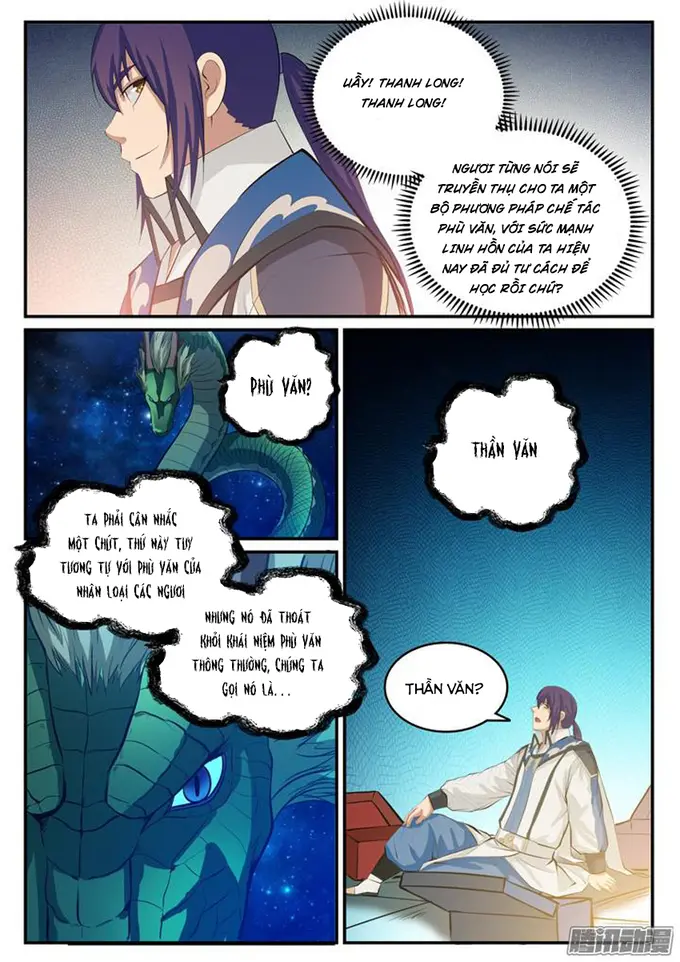 UẦY! THANH LONG!
THANH LONG!
NGƯƠI TỪNG NÓI SẼ
TRUYỀN THỤ CHO TA MỘT
BỘ PHƯƠNG PHÁP CHẾ TÁC
PHÙ VĂN, VỚI SỨC MẠNH
LINH HỒN CỦA TA HIỆN
NAY ĐÃ ĐỦ TƯ CÁCH ĐỂ
HỌC RỒI CHỨ?
PHÙ VĂN?
TA PHẢI CÂN NHẮC
MỘT CHÚT, THỨ NÀY TUY
TƯƠNG TỰ VỚI PHÙ VĂN CỦA
NHÂN LOẠI CÁC NGƯƠI
NHƯNG NÓ ĐÃ THOÁT
KHỎI KHÁI NIỆM PHÙ VĂN
THÔNG THƯỜNG, CHÚNG TA
GỌI NÓ LÀ...
THẦN VĂN
THẦN VĂN?
腾讯动漫